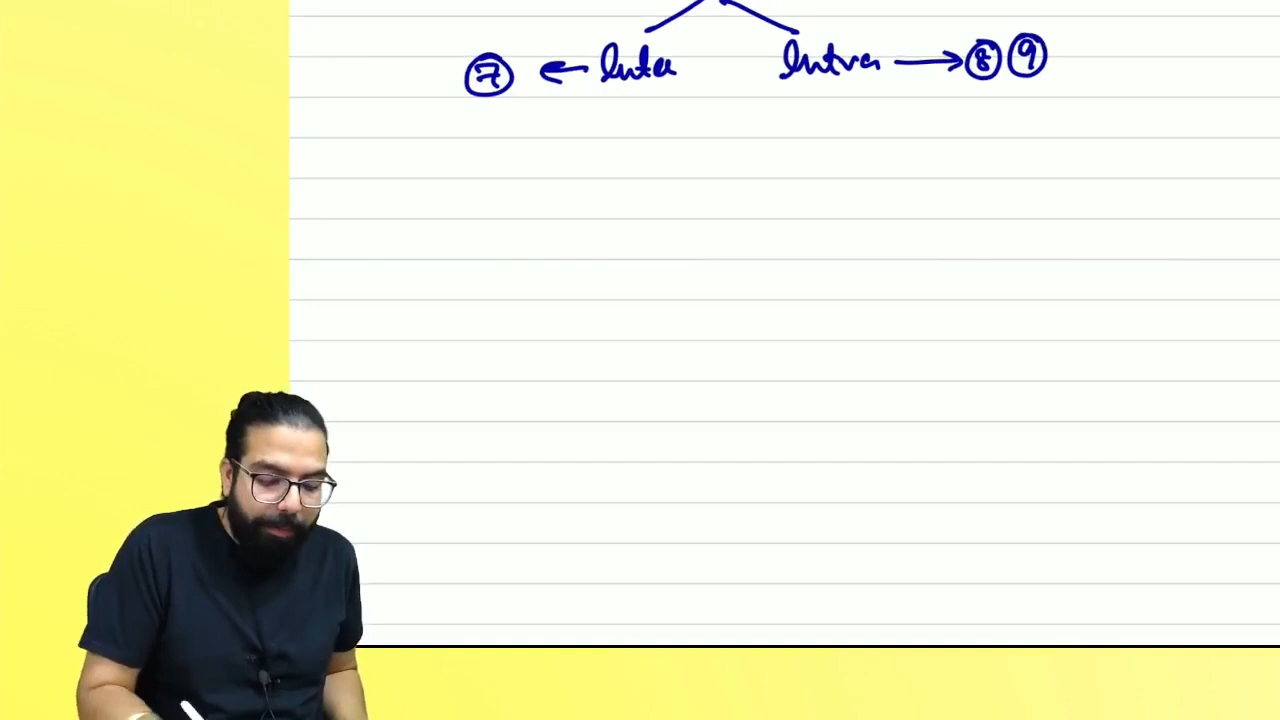 ⑦ ← Inter Intra → ⑧ ⑨